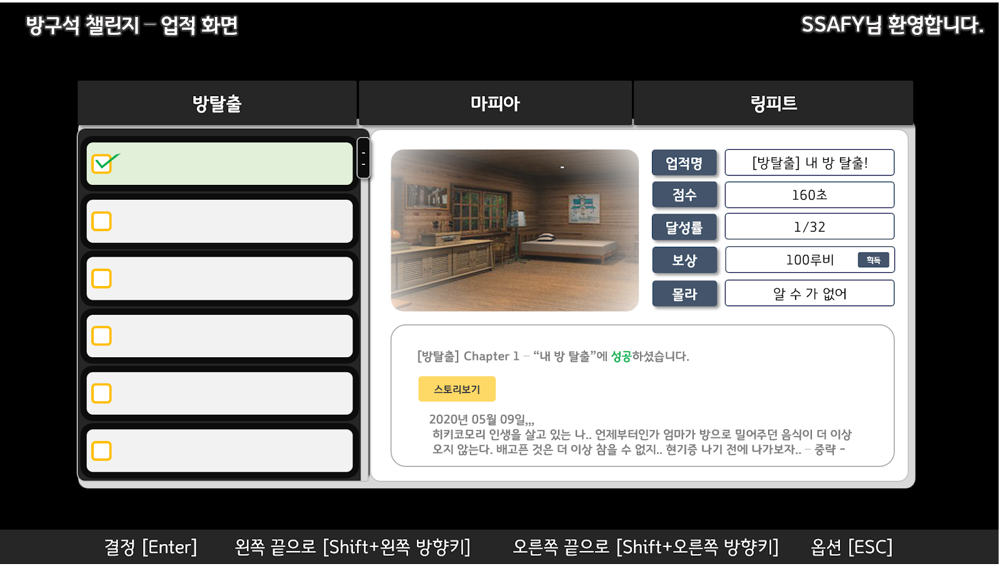 방구석 챌린지 – 업적 화면
SSAFY님 환영합니다.
방탈출
마피아
링피트
업적명
[방탈출] 내 방 탈출!
점수
160초
달성률
1/32
보상
100루비
획득
몰라
알 수 가 없어
[방탈출] Chapter 1 – “내 방 탈출”에 성공하셨습니다.
스토리보기
2020년 05월 09일,,,
히키코모리 인생을 살고 있는 나.. 언제부터인가 엄마가 방으로 밀어주던 음식이 더 이상
오지 않는다. 배고픈 것은 더 이상 참을 수 없지.. 현기증 나기 전에 나가보자.. – 중략 -
결정 [Enter]
왼쪽 끝으로 [Shift+왼쪽 방향키]
오른쪽 끝으로 [Shift+오른쪽 방향키]
옵션 [ESC]